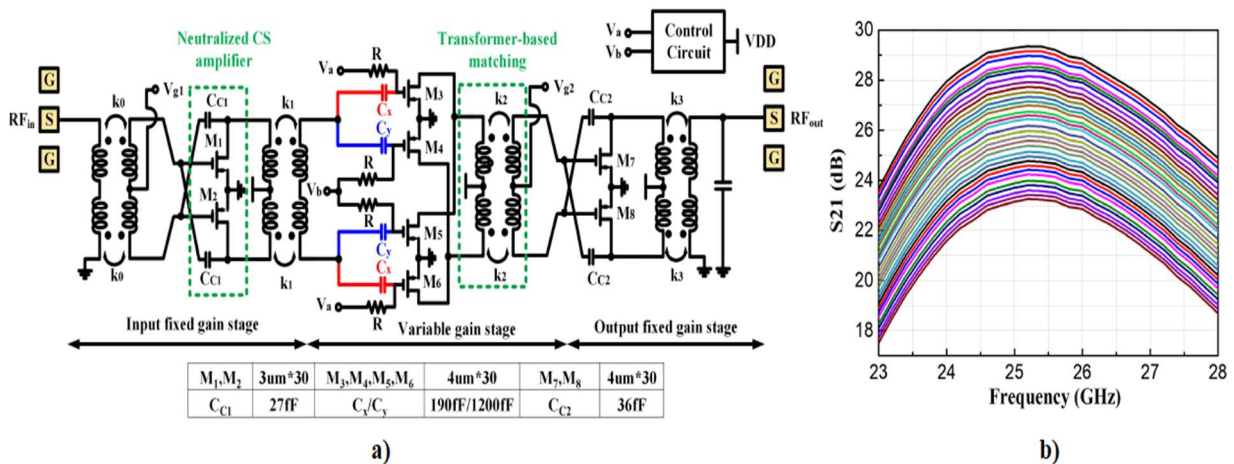 Neutralized CS
amplifier
Transformer-based
matching
Va
Vb
Control
Circuit
VDD
G
RFin S
G
k0
k0
Vg1
CC1
M1
M2
CC1
k1
k1
Va R
Cx
Cy
M3
M4
R
Vb
R
Cy
Cx
M5
M6
Va
R
k2
k2
Vg2
CC2
M7
M8
CC2
k3
k3
G
S RFout
G
Input fixed gain stage
Variable gain stage
Output fixed gain stage
M1,M2 3um*30 M3,M4,M5,M6 4um*30 M7,M8 4um*30
CC1 27fF Cx/Cy 190fF/1200fF CC2 36fF
a)
S21 (dB)
30
28
26
24
22
20
18
23 24 25 26 27 28
Frequency (GHz)
b)